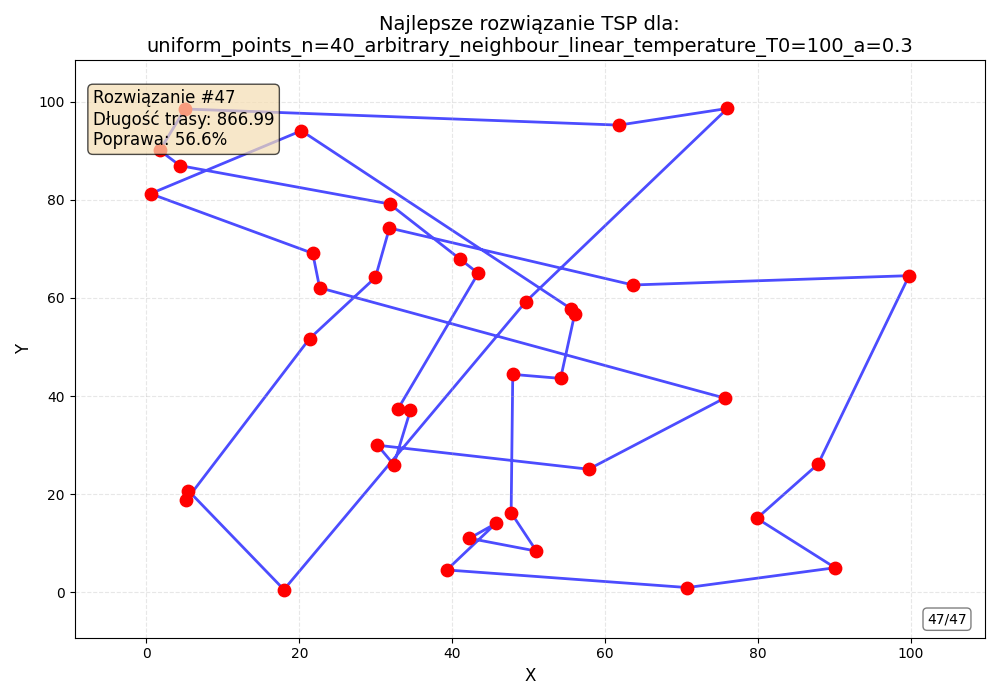 Najlepsze rozwiązanie TSP dla:
uniform_points_n=40_arbitrary_neighbour_linear_temperature_T0=100_a=0.3
Rozwiązanie #47
Długość trasy: 866.99
Poprawa: 56.6%
100
80
60
40
20
0
Y
47/47
0 20 40 60 80 100
X